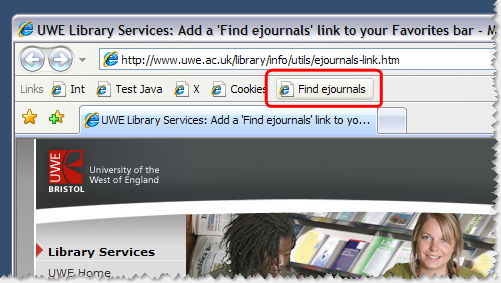 UWE Library Services: Add a 'Find ejournals' link to your Favorites bar - M
http://www.uwe.ac.uk/library/info/utils/ejournals-link.htm
Links Int Test Java X Cookies Find ejournals
UWE Library Services: Add a 'Find ejournals' link to yo...
UWE
BRISTOL
University of the
West of England
Library Services
UWE Home